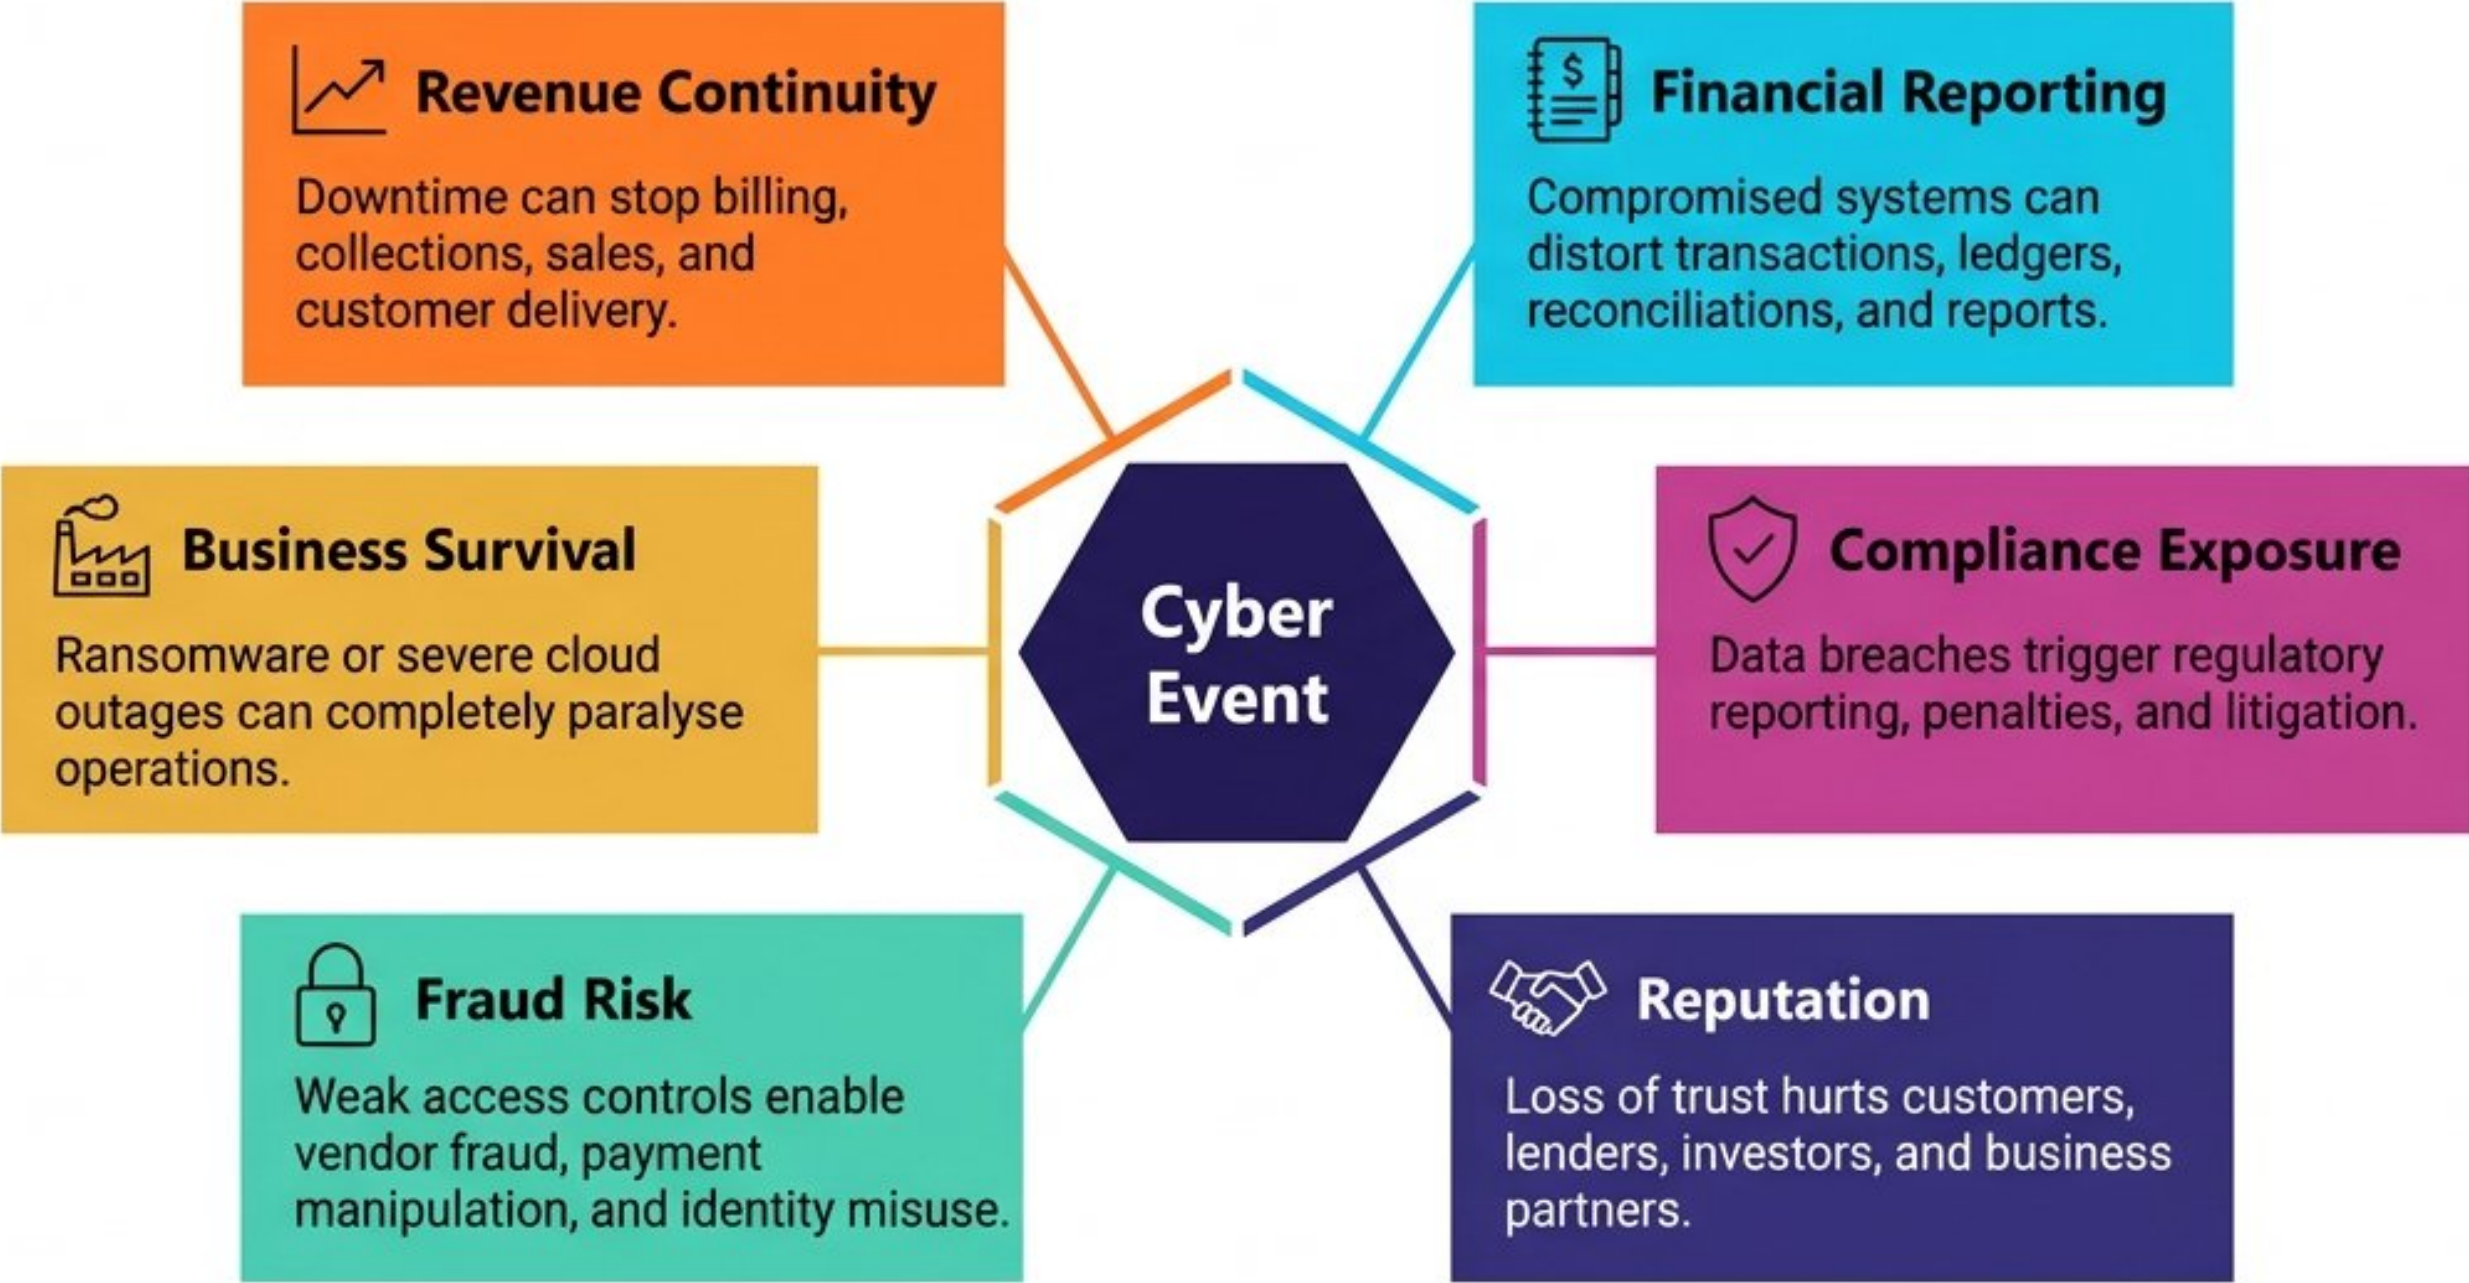 Revenue Continuity
Downtime can stop billing,
collections, sales, and
customer delivery.
Financial Reporting
Compromised systems can
distort transactions, ledgers,
reconciliations, and reports.
Business Survival
Ransomware or severe cloud
outages can completely paralyse
operations.
Cyber
Event
Compliance Exposure
Data breaches trigger regulatory
reporting, penalties, and litigation.
Fraud Risk
Weak access controls enable
vendor fraud, payment
manipulation, and identity misuse.
Reputation
Loss of trust hurts customers,
lenders, investors, and business
partners.